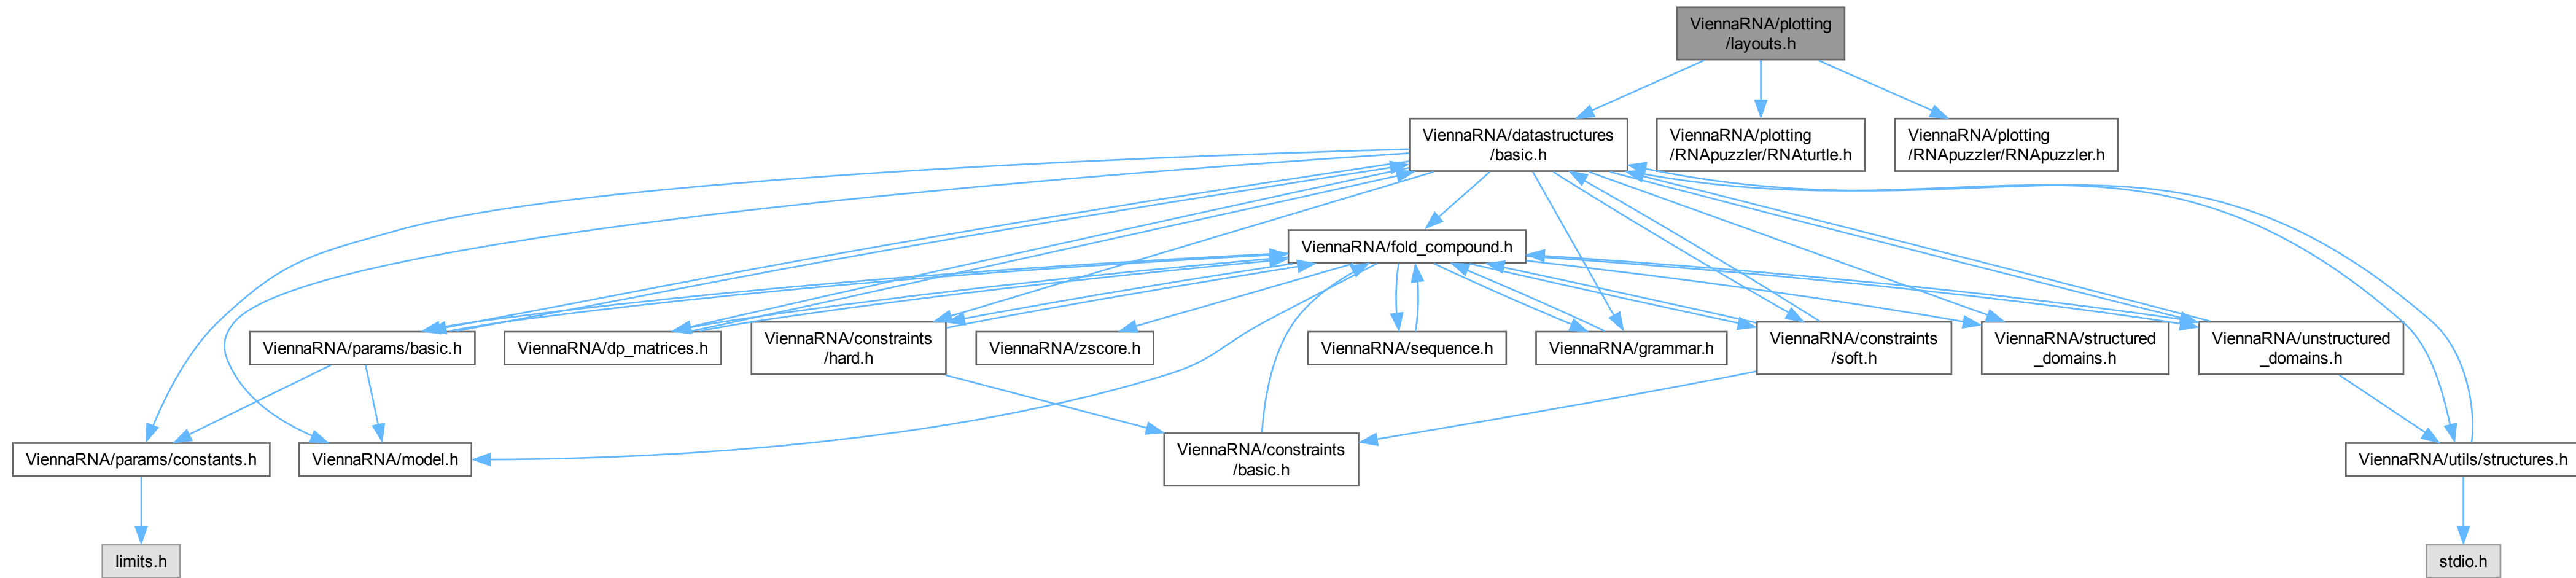 ViennaRNA/plotting
/layouts.h
ViennaRNA/datastructures
/basic.h
ViennaRNA/plotting
/RNApuzzler/RNAturtle.h
ViennaRNA/plotting
/RNApuzzler/RNApuzzler.h
ViennaRNA/fold_compound.h
ViennaRNA/params/basic.h
ViennaRNA/dp_matrices.h
ViennaRNA/constraints
/hard.h
ViennaRNA/zscore.h
ViennaRNA/sequence.h
ViennaRNA/grammar.h
ViennaRNA/constraints
/soft.h
ViennaRNA/structured
_domains.h
ViennaRNA/unstructured
_domains.h
ViennaRNA/params/constants.h
ViennaRNA/model.h
ViennaRNA/constraints
/basic.h
ViennaRNA/utils/structures.h
limits.h
stdio.h